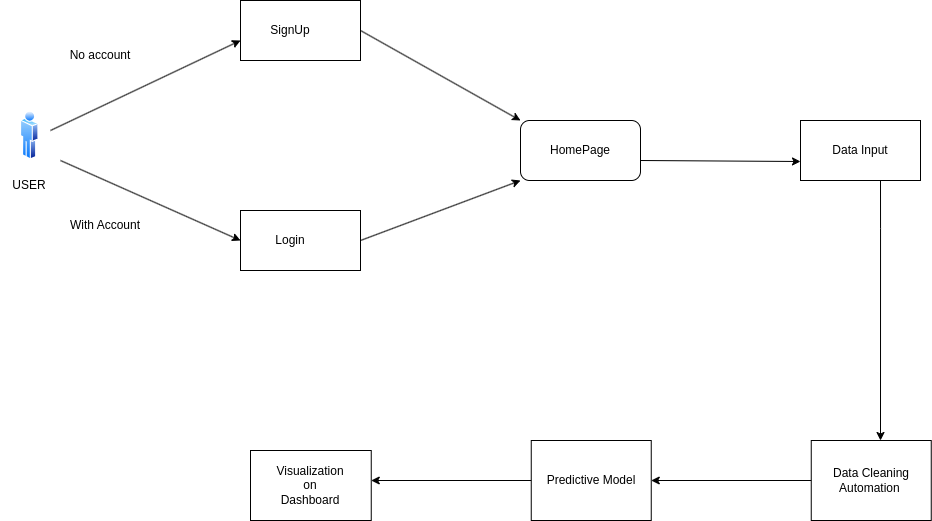 SignUp
No account
HomePage
Data Input
USER
With Account
Login
Visualization
on
Dashboard
Predictive Model
Data Cleaning
Automation